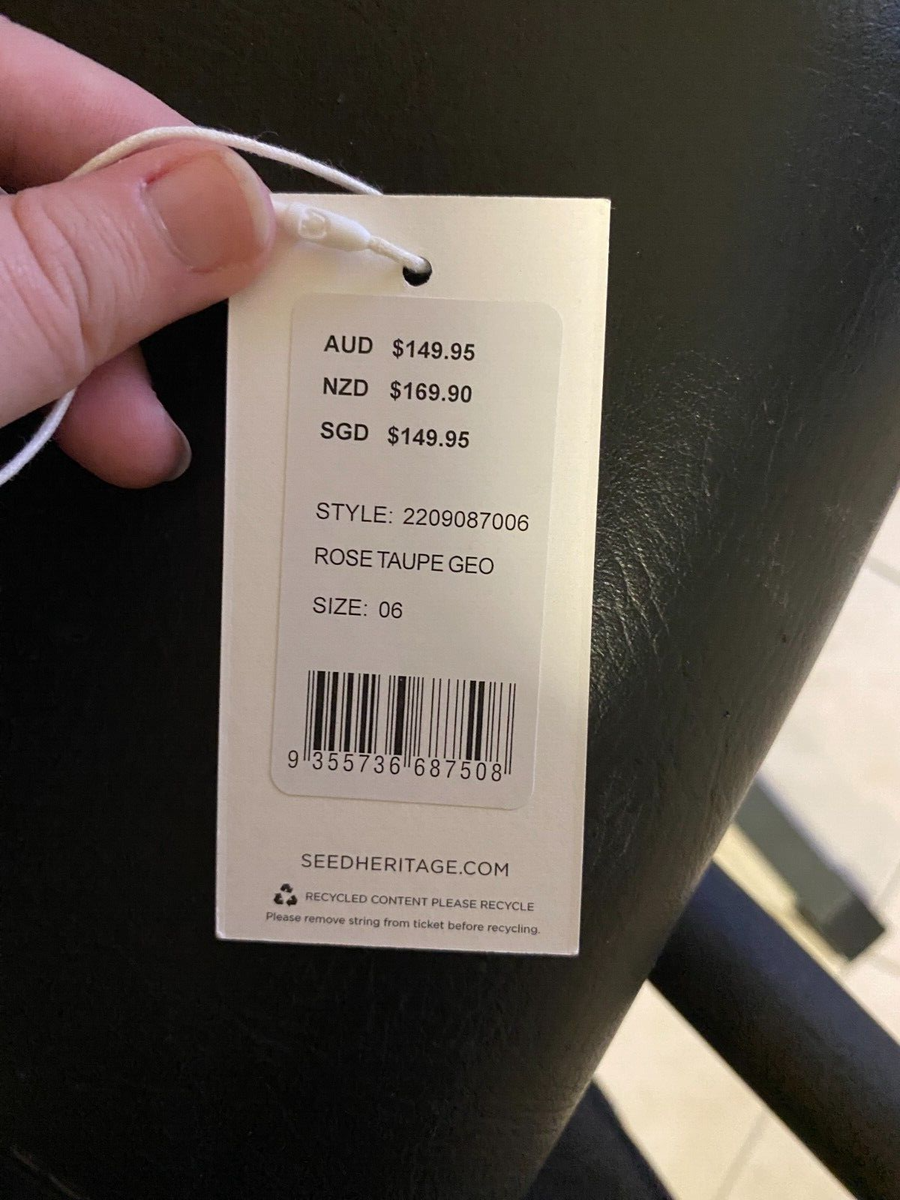 AUD $149.95
NZD $169.90
SGD $149.95
STYLE: 2209087006
ROSE TAUPE GEO
SIZE: 06
9 355736 687508
SEEDHERITAGE.COM
RECYCLED CONTENT PLEASE RECYCLE
Please remove string from ticket before recycling.